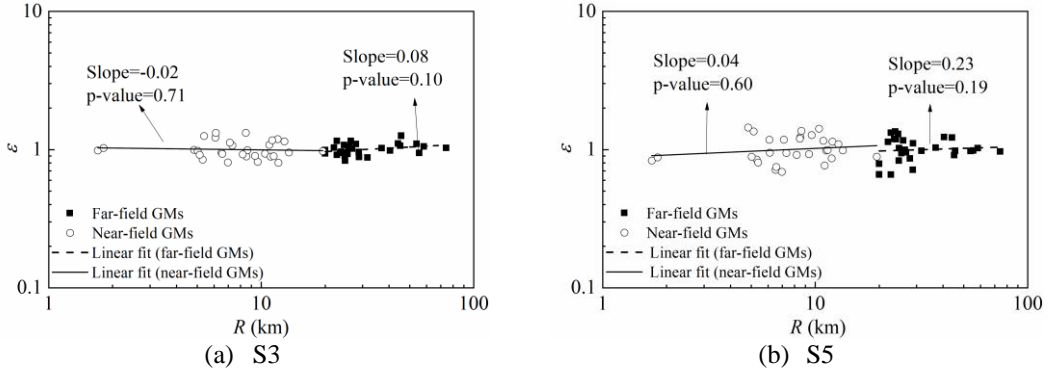 10
Slope=-0.02
p-value=0.71
Slope=0.08
p-value=0.10
ε
1
Far-field GMs
Near-field GMs
Linear fit (far-field GMs)
Linear fit (near-field GMs)
0.1
1
10
100
R (km)
(a) S3
10
Slope=0.04
p-value=0.60
Slope=0.23
p-value=0.19
ε
1
Far-field GMs
Near-field GMs
Linear fit (far-field GMs)
Linear fit (near-field GMs)
0.1
1
10
100
R (km)
(b) S5